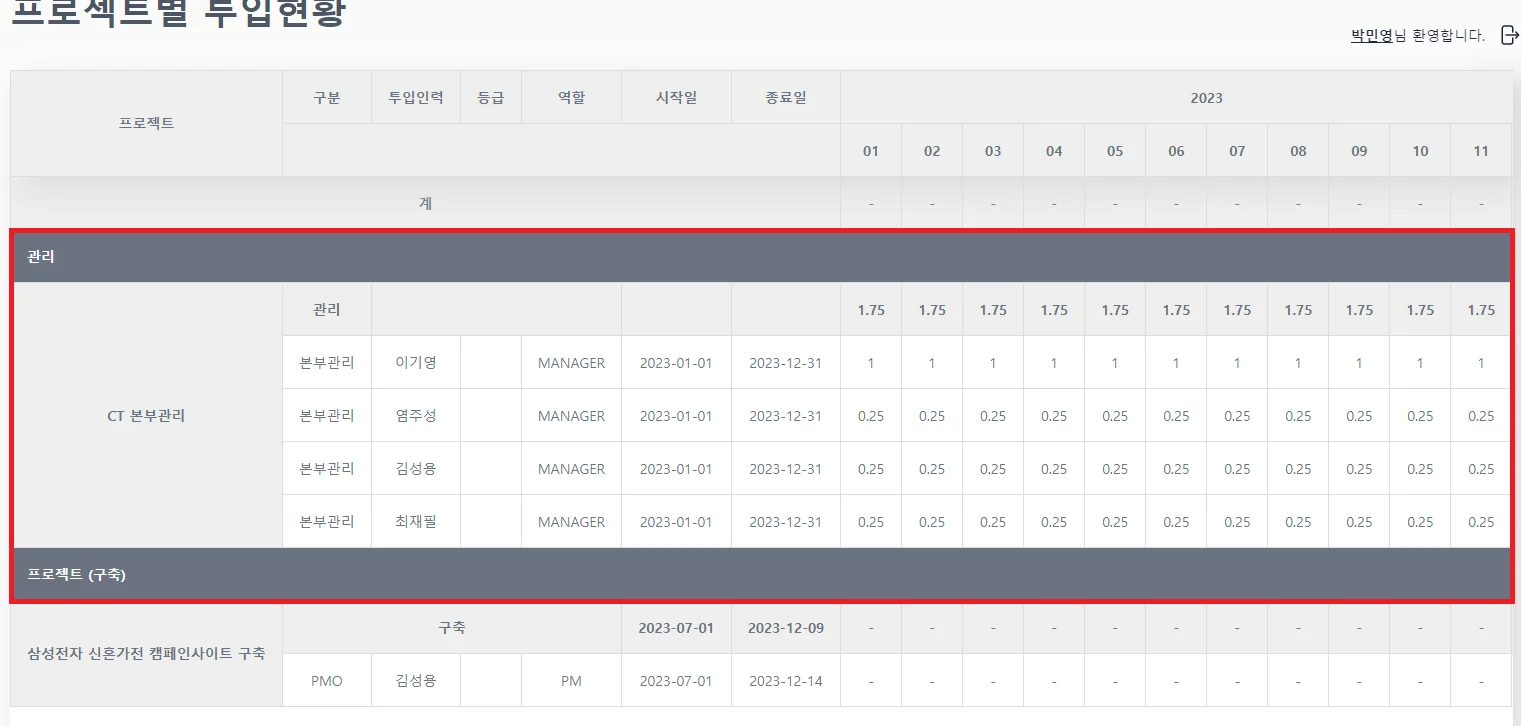 프로젝트별 투입현황
박민영님 환영합니다.
프로젝트 구분 투입인력 등급 역할 시작일 종료일 2023
01 02 03 04 05 06 07 08 09 10 11
계 - - - - - - - - - - -
관리
CT 본부관리
관리 1.75 1.75 1.75 1.75 1.75 1.75 1.75 1.75 1.75 1.75 1.75
본부관리 이기영 MANAGER 2023-01-01 2023-12-31 1 1 1 1 1 1 1 1 1 1 1
본부관리 염주성 MANAGER 2023-01-01 2023-12-31 0.25 0.25 0.25 0.25 0.25 0.25 0.25 0.25 0.25 0.25 0.25
본부관리 김성용 MANAGER 2023-01-01 2023-12-31 0.25 0.25 0.25 0.25 0.25 0.25 0.25 0.25 0.25 0.25 0.25
본부관리 최재필 MANAGER 2023-01-01 2023-12-31 0.25 0.25 0.25 0.25 0.25 0.25 0.25 0.25 0.25 0.25 0.25
프로젝트 (구축)
삼성전자 신혼가전 캠페인사이트 구축
구축 2023-07-01 2023-12-09 - - - - - - - - - - -
PMO 김성용 PM 2023-07-01 2023-12-14 - - - - - - - - - - -